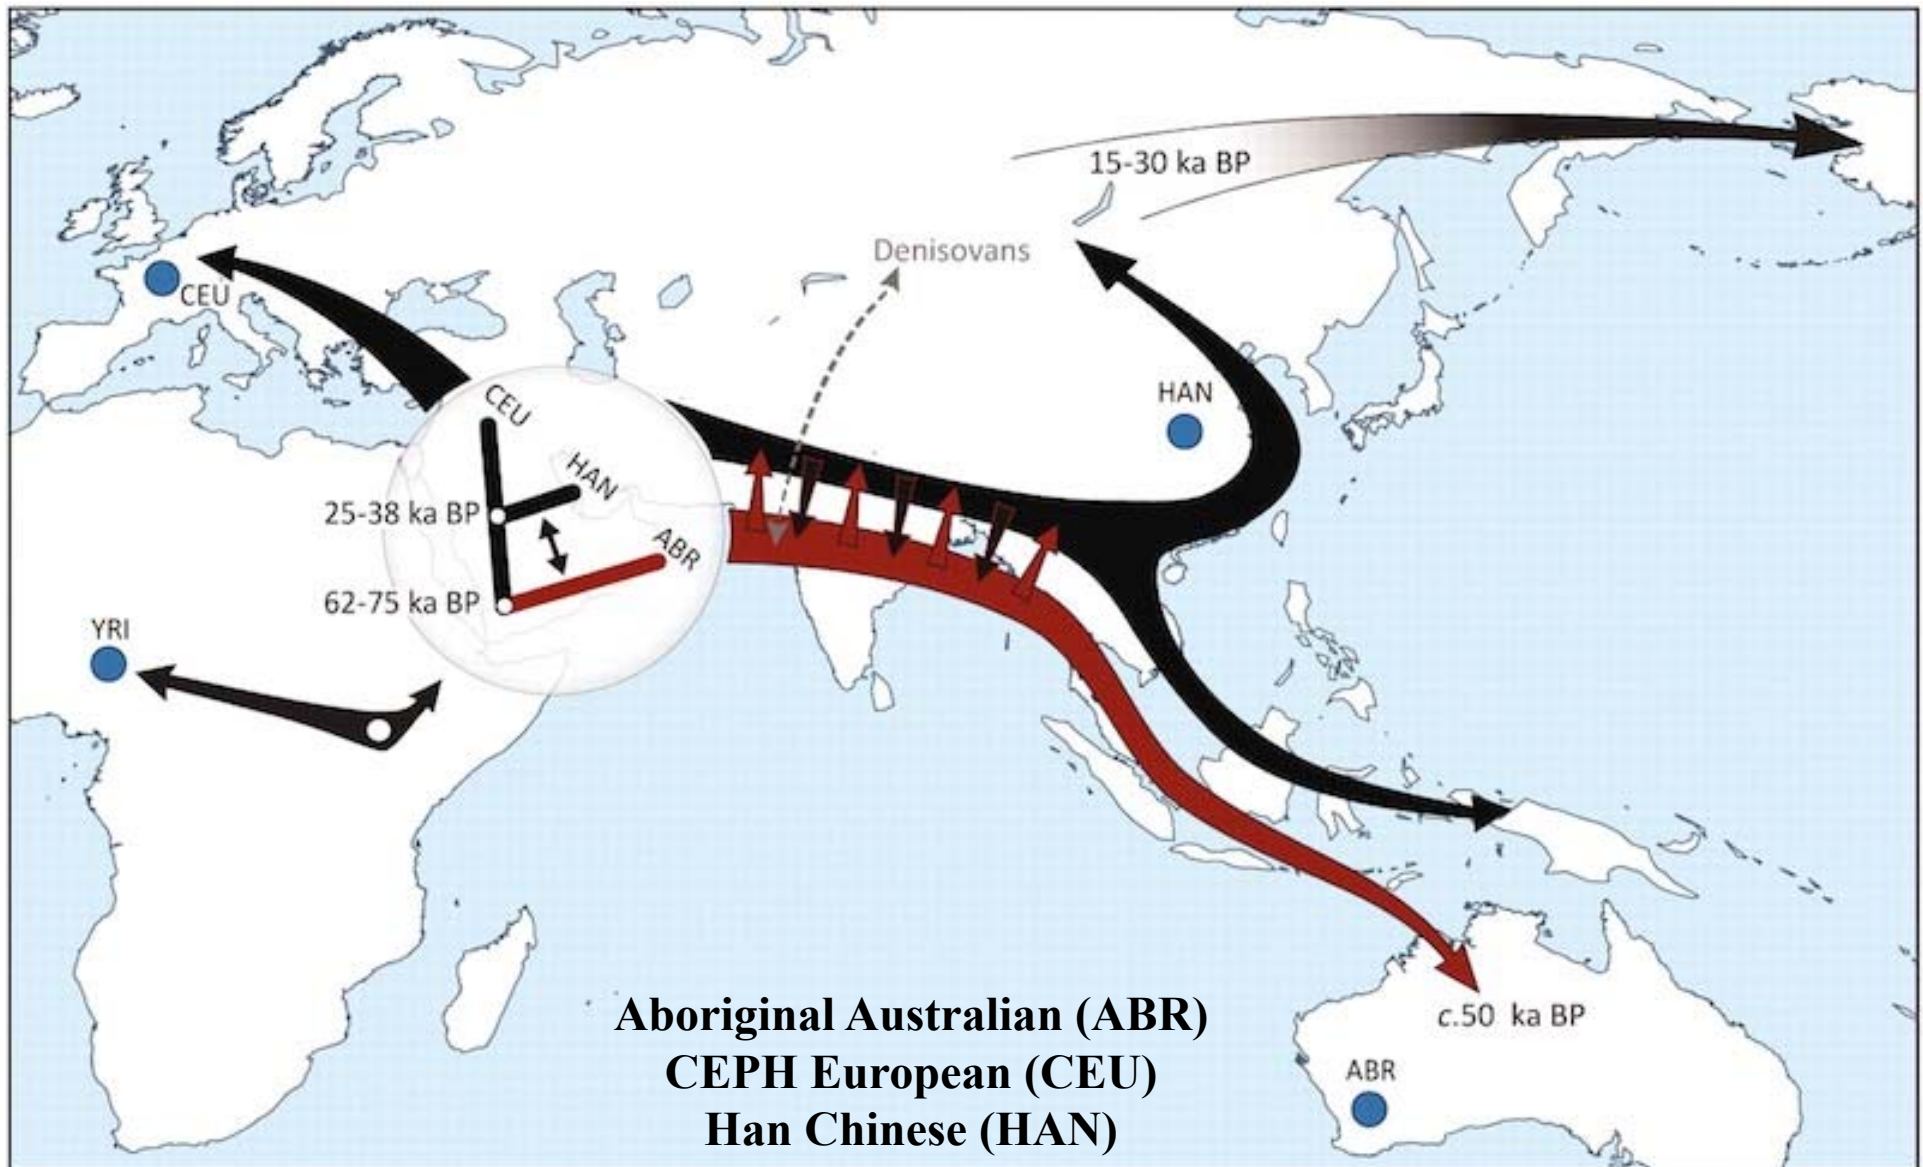 15-30 ka BP
Denisovans
CEU
HAN
CEU
HAN
25-38 ka BP
ABR
62-75 ka BP
YRI
Aboriginal Australian (ABR)
CEPH European (CEU)
Han Chinese (HAN)
c.50 ka BP
ABR